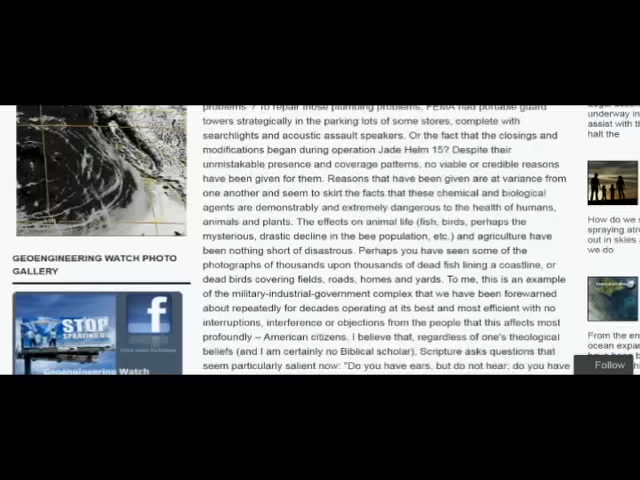 problems"? To repair those plumbing problems, FEMA had portable guard
towers strategically in the parking lots of some stores, complete with
searchlights and acoustic assault speakers. Or the fact that the closings and
modifications began during operation Jade Helm 15? Despite their
unmistakable presence and coverage patterns, no viable or credible reasons
have been given for them. Reasons that have been given are at variance from
one another and seem to skirt the facts that these chemical and biological
agents are demonstrably and extremely dangerous to the health of humans,
animals and plants. The effects on animal life (fish, birds, perhaps the
mysterious, drastic decline in the bee population, etc.) and agriculture have
been nothing short of disastrous. Perhaps you have seen some of the
photographs of thousands upon thousands of dead fish lining a coastline, or
dead birds covering fields, roads, homes and yards. To me, this is an example
of the military-industrial-government complex that we have been forewarned
about repeatedly for decades operating at its best and most efficient with no
interruptions, interference or objections from the people that this affects most
profoundly – American citizens. I believe that, regardless of one's theological
beliefs (and I am certainly no Biblical scholar), Scripture asks questions that
seem particularly salient now: "Do you have ears, but do not hear; do you have
GEOENGINEERING WATCH PHOTO
GALLERY
STOP
SPRAYING US
f
Geoengineering Watch
underway in
assist with t
halt the
How do we s
spraying atr
out in skies
we do
From the en
ocean expa
Follow